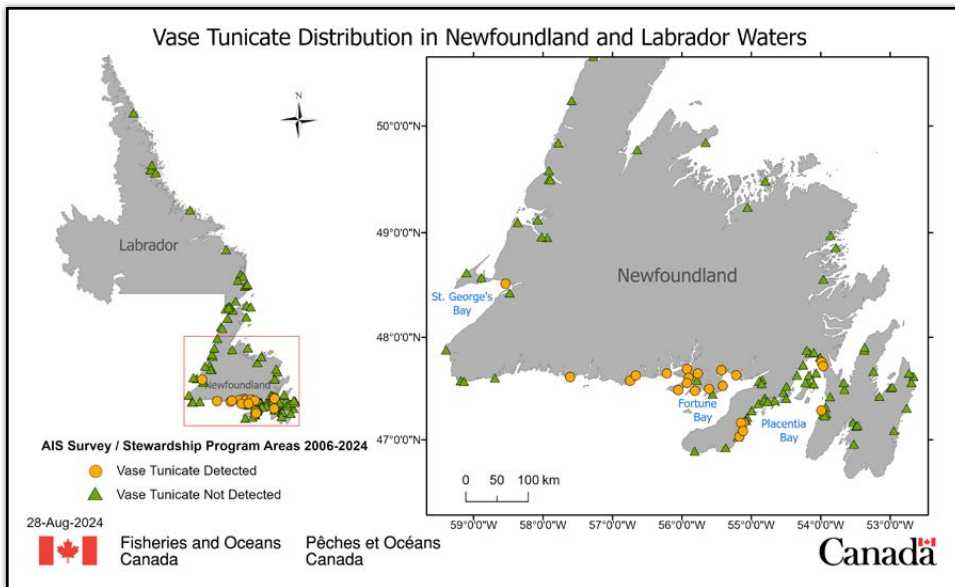 Vase Tunicate Distribution in Newfoundland and Labrador Waters
N
Labrador
Newfoundland
AIS Survey / Stewardship Program Areas 2006-2024
Vase Tunicate Detected
Vase Tunicate Not Detected
28-Aug-2024
Fisheries and Oceans
Canada
Pêches et Océans
Canada
50°0'0"N
49°0'0"N
48°0'0"N
47°0'0"N
Newfoundland
St. George's
Bay
Fortune
Bay
Placentia
Bay
0 50 100 km
59°0'0"W 58°0'0"W 57°0'0"W 56°0'0"W 55°0'0"W 54°0'0"W 53°0'0"W
Canada